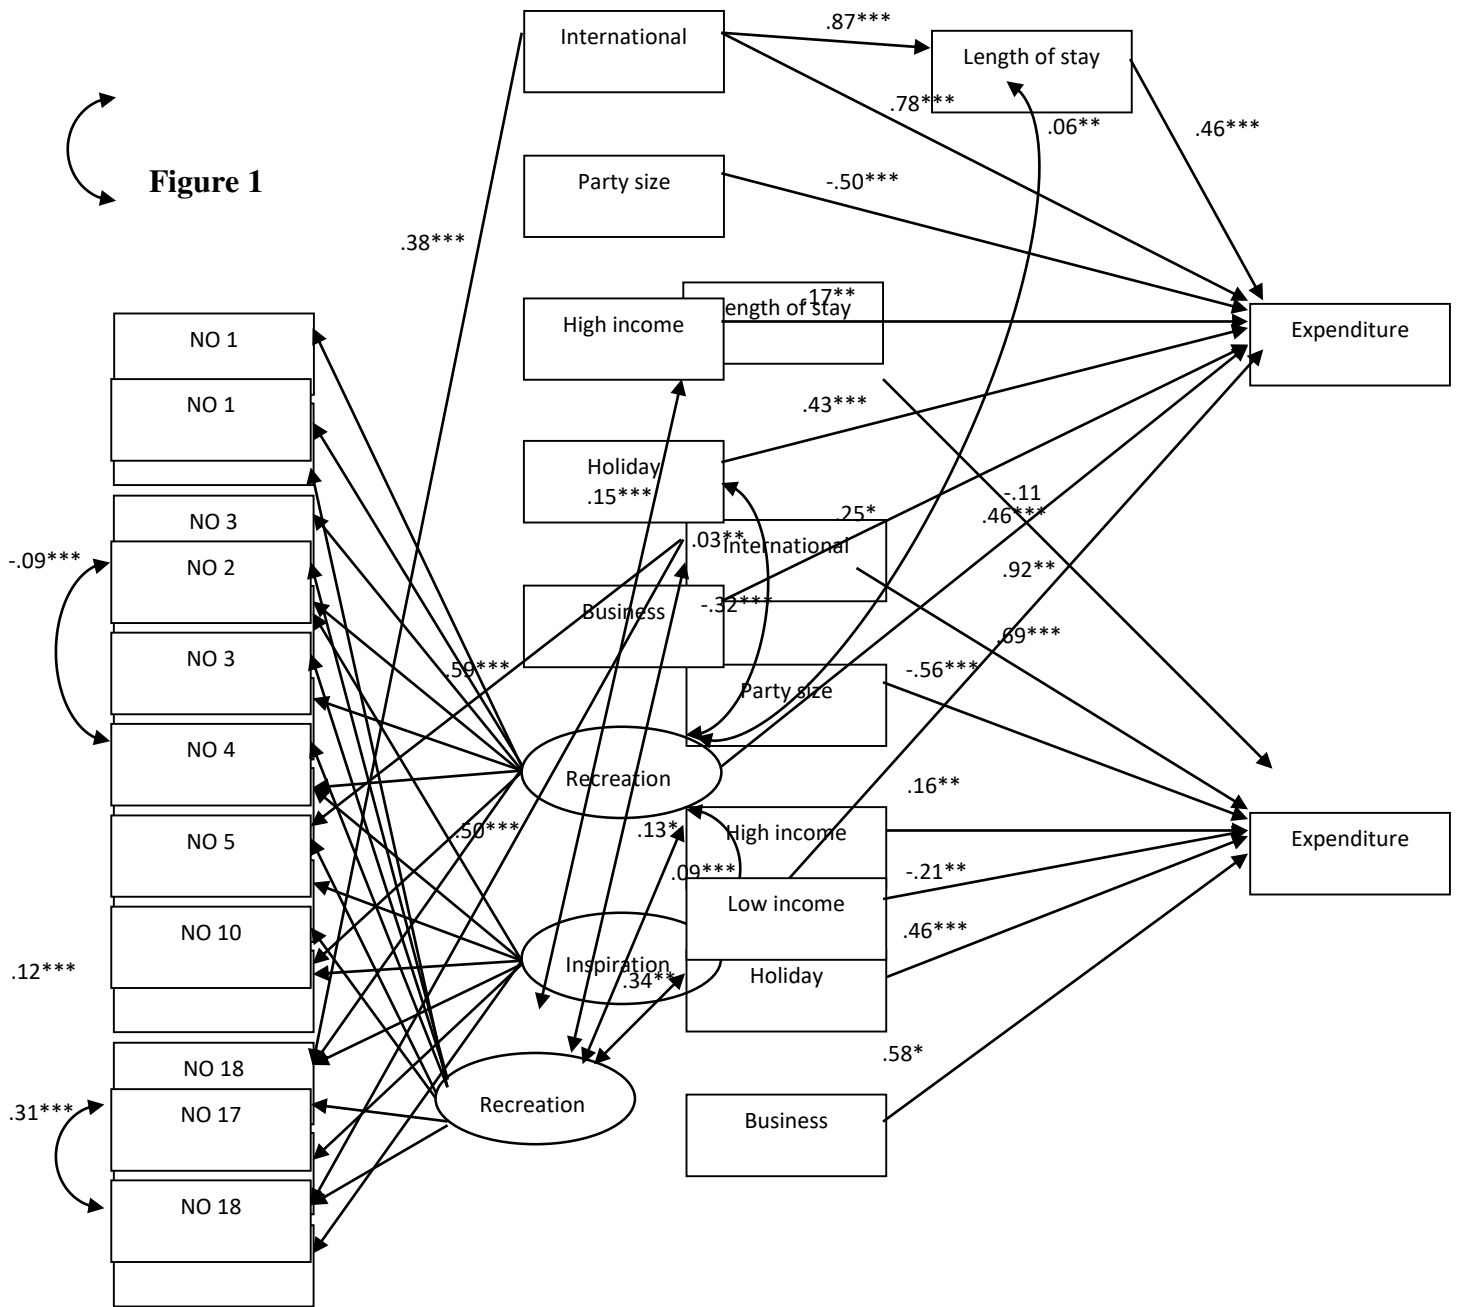 International
.87***
Length of stay
.78***
.06**
.46***
Figure 1
Party size
-.50***
.38***
.17**
High income
ength of stay
Expenditure
NO 1
NO 1
.43***
Holiday
.15***
-.11
.46***
.25*
NO 3
.03**
International
-.09***
NO 2
.92**
Business
-.32***
.69***
NO 3
.59***
-.56***
Party size
NO 4
Recreation
.16**
.50***
.13*
High income
Expenditure
NO 5
.09***
-.21**
Low income
NO 10
.46***
.12***
Inspiration
.34**
Holiday
.58*
NO 18
.31***
NO 17
Recreation
Business
NO 18